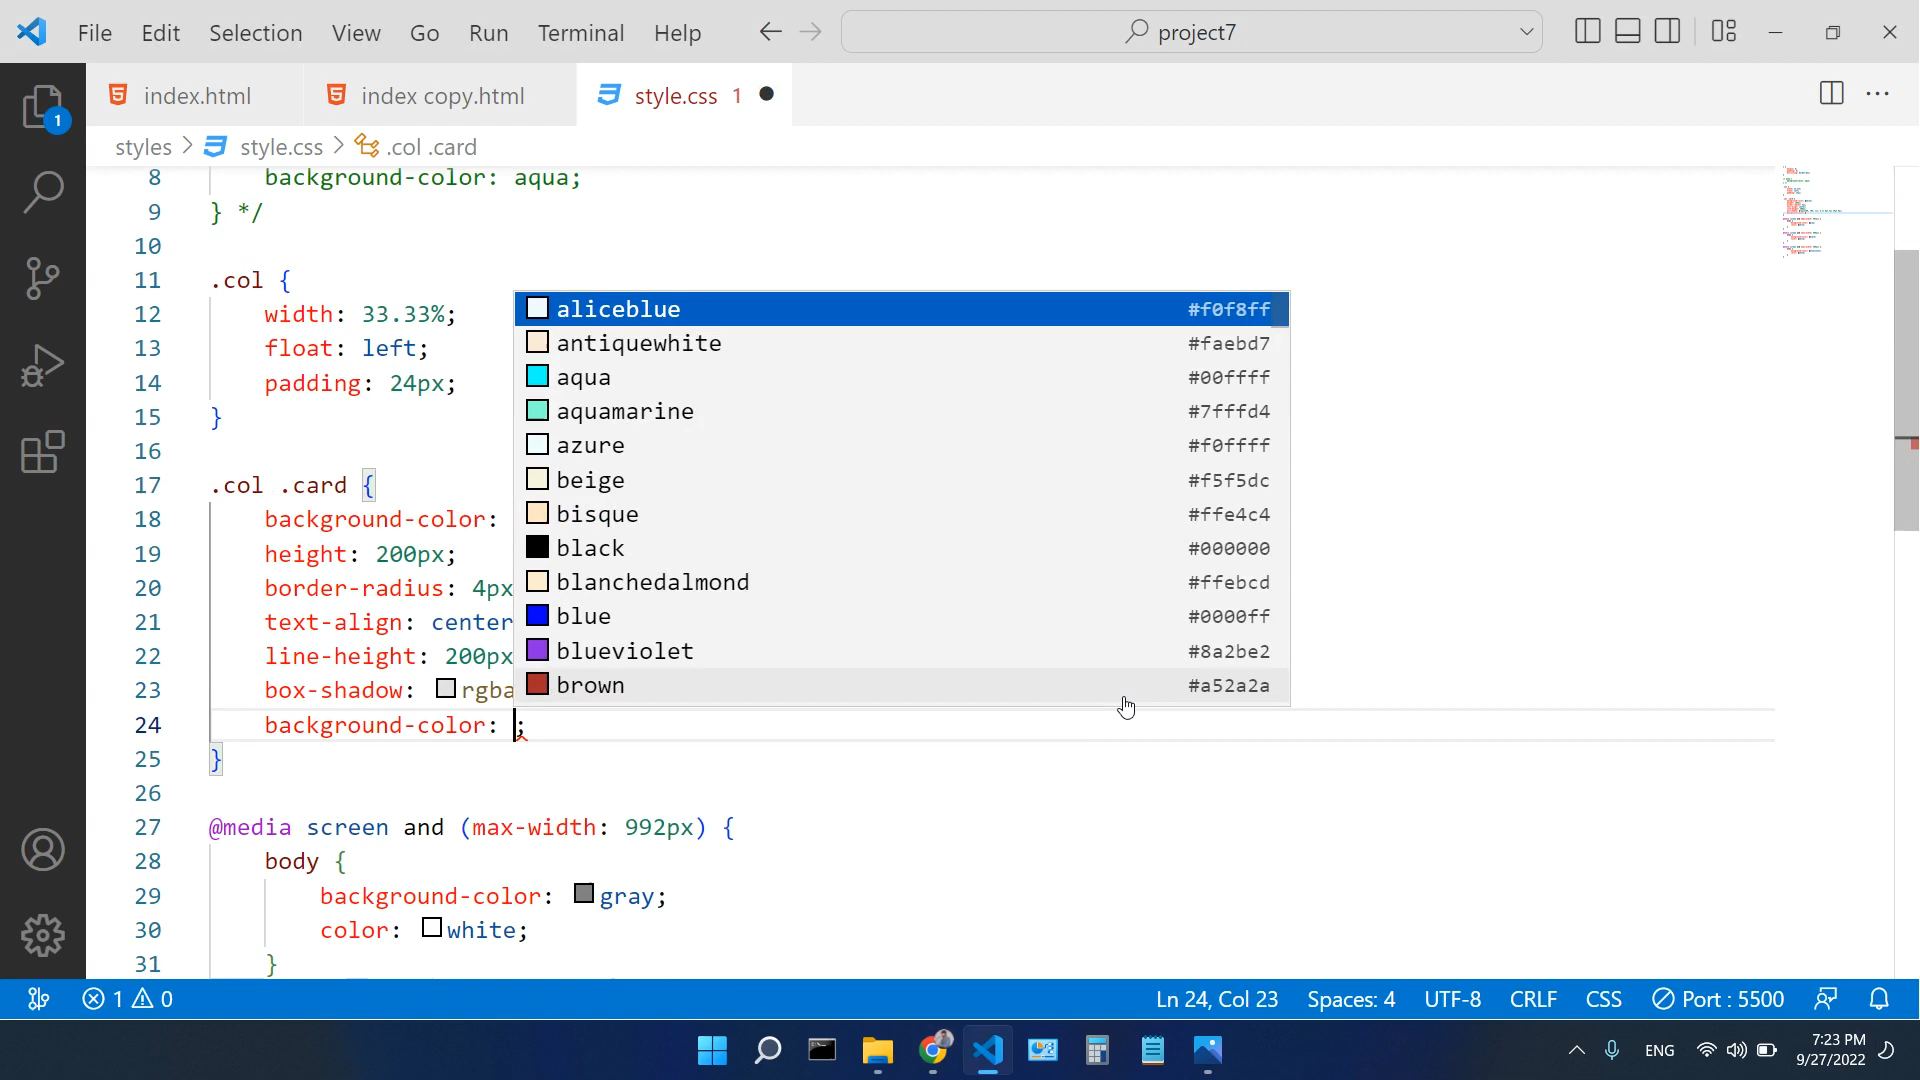 File Edit Selection View Go Run Terminal Help project7
1
index.html index copy.html style.css 1
styles > style.css > .col .card
8 background-color: aqua;
9 } */
10
11 .col {
12 width: 33.33%;
13 float: left;
14 padding: 24px;
15 }
16
17 .col .card {
18 background-color:
19 height: 200px;
20 border-radius: 4px
21 text-align: center
22 line-height: 200px
23 box-shadow: rgba
24 background-color: ;
25 }
26
27 @media screen and (max-width: 992px) {
28 body {
29 background-color: gray;
30 color: white;
31 }
aliceblue #f0f8ff
antiquewhite #faebd7
aqua #00ffff
aquamarine #7fffd4
azure #f0ffff
beige #f5f5dc
bisque #ffe4c4
black #000000
blanchedalmond #ffebcd
blue #0000ff
blueviolet #8a2be2
brown #a52a2a
1 0 Ln 24, Col 23 Spaces: 4 UTF-8 CRLF CSS Port : 5500
ENG 7:23 PM
9/27/2022